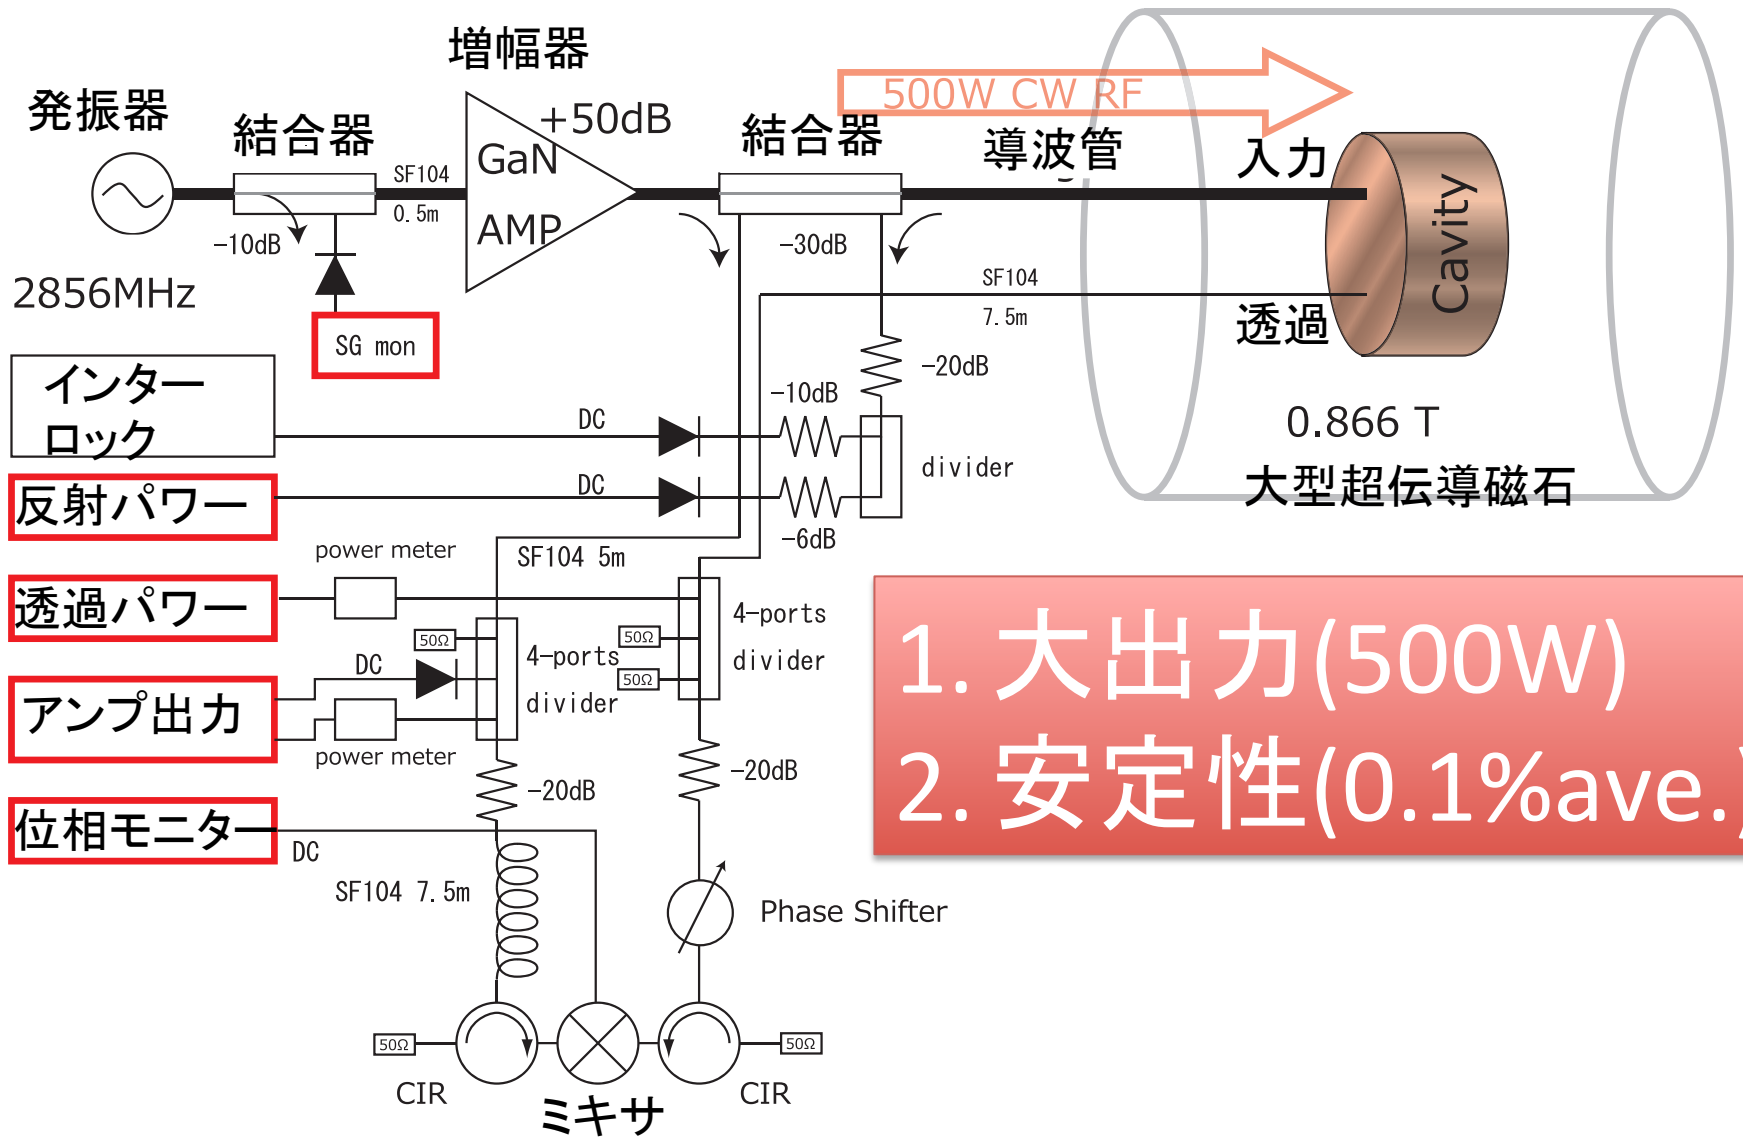 増幅器
500W CW RF
発振器
結合器
+50dB
結合器
導波管
入力
GaN
AMP
SF104
0.5m
-10dB
-30dB
Cavity
2856MHz
SG mon
SF104
7.5m
透過
インター
ロック
DC
-10dB
-20dB
divider
0.866 T
大型超伝導磁石
反射パワー
DC
-6dB
power meter
SF104 5m
透過パワー
50Ω
4-ports
divider
50Ω
50Ω
4-ports
divider
DC
アンプ出力
power meter
-20dB
-20dB
1. 大出力(500W)
2. 安定性(0.1%ave.)
位相モニター
DC
SF104 7.5m
Phase Shifter
50Ω
50Ω
CIR
CIR
ミキサ